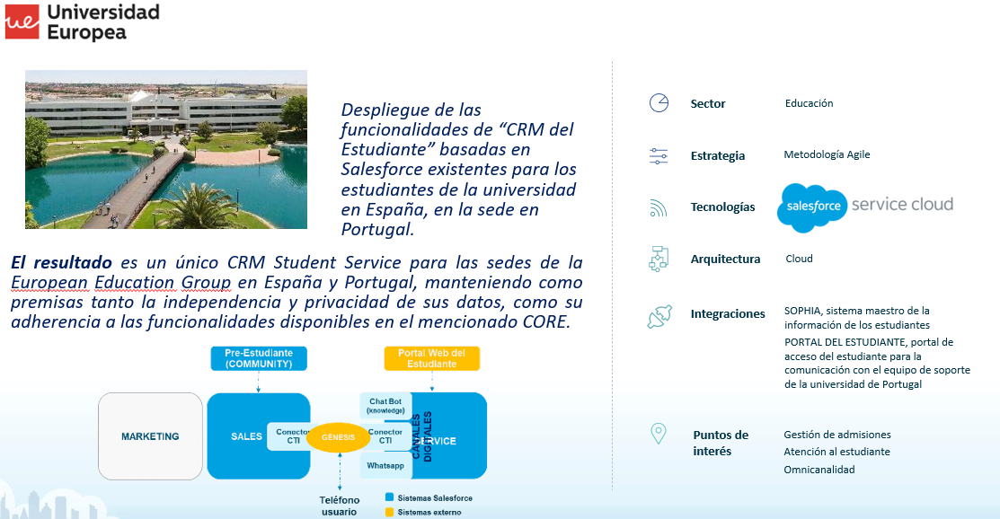 Universidad
Europea
Despliegue de las
funcionalidades de “CRM del
Estudiante” basadas en
Salesforce existentes para los
estudiantes de la universidad
en España, en la sede en
Portugal.
El resultado es un único CRM Student Service para las sedes de la
European Education Group en España y Portugal, manteniendo como
premisas tanto la independencia y privacidad de sus datos, como su
adherencia a las funcionalidades disponibles en el mencionado CORE.
Pre-Estudiante
(COMMUNITY)
Portal Web del
Estudiante
MARKETING
SALES
Conector
CTI
GÉNESIS
Chat Bot
(knowledge)
Conector
CTI
Whatsapp
CANALES
DIGITALES
SERVICE
Teléfono
usuario
Sistemas Salesforce
Sistemas externo
Sector
Educación
Estrategia
Metodología Agile
Tecnologías
salesforce service cloud
Arquitectura
Cloud
Integraciones
SOPHIA, sistema maestro de la
información de los estudiantes
PORTAL DEL ESTUDIANTE, portal de
acceso del estudiante para la
comunicación con el equipo de soporte
de la universidad de Portugal
Puntos de
interés
Gestión de admisiones
Atención al estudiante
Omnicanalidad